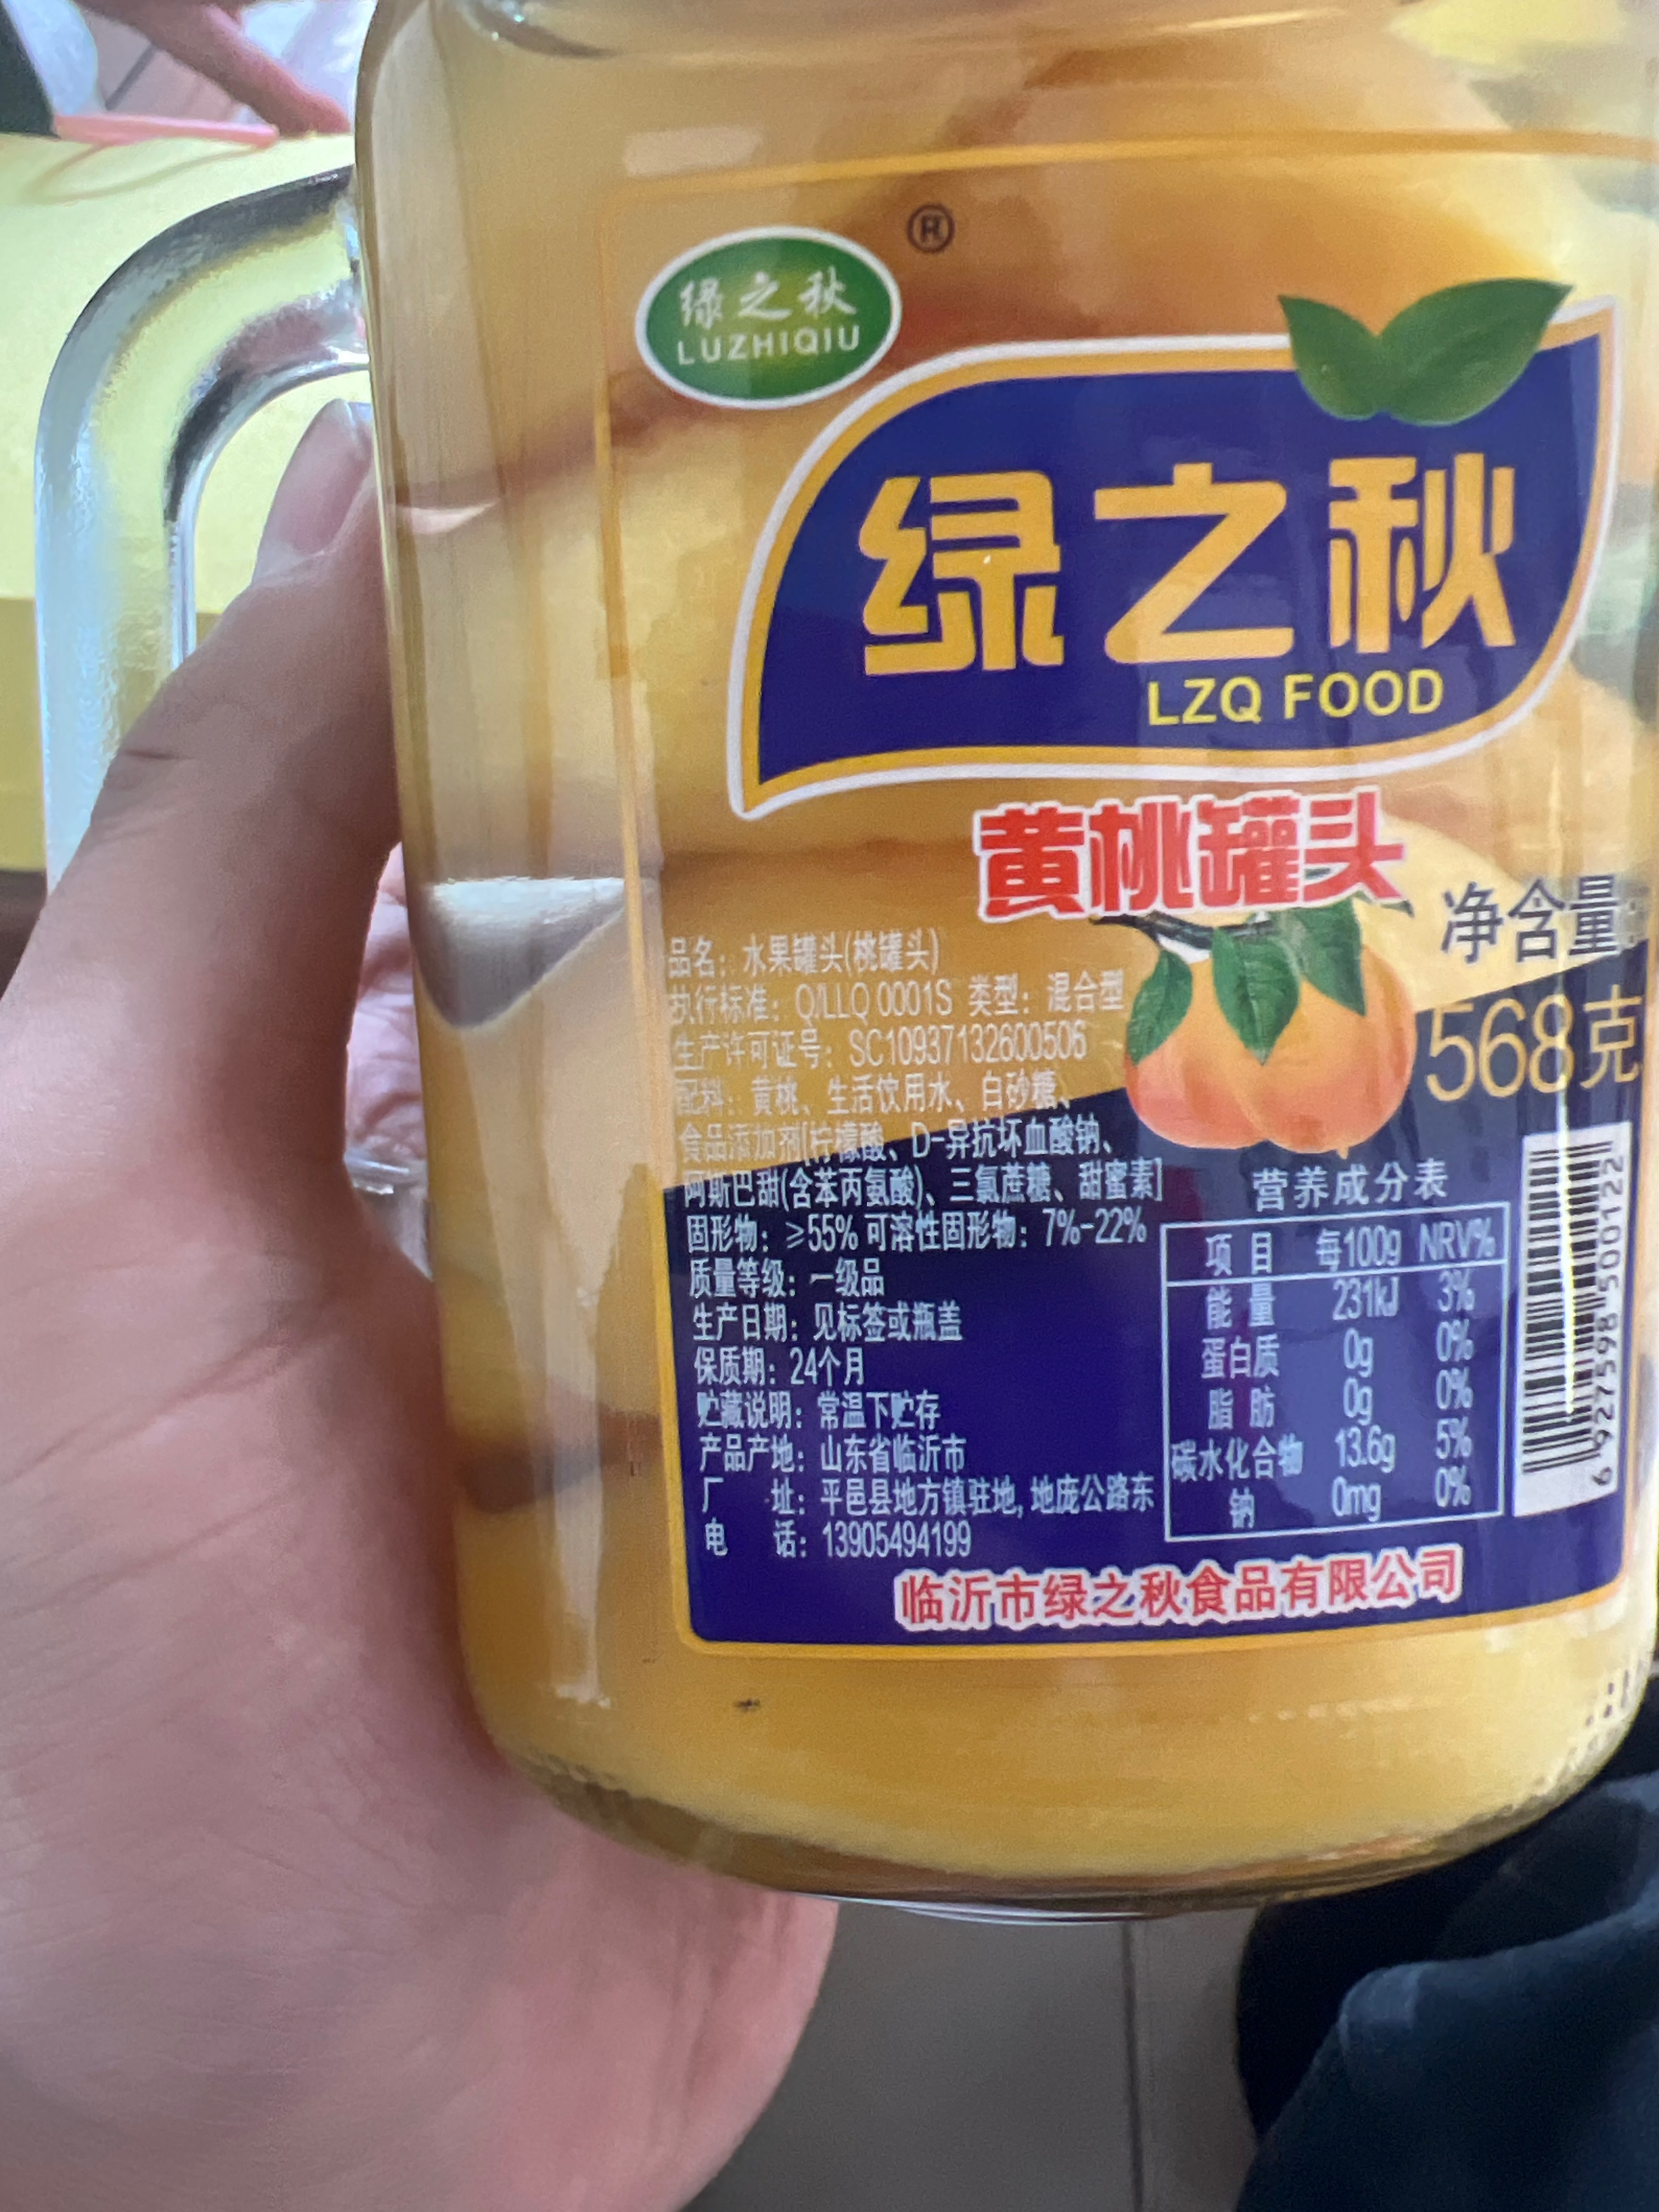 ®
绿之秋
LUZHIQIU
绿之秋
LZQ FOOD
黄桃罐头
净含量:
568克
品名：水果罐头(桃罐头)
执行标准：Q/LLQ 0001S 类型：混合型
生产许可证号：SC10937132600506
配料：黄桃、生活饮用水、白砂糖、
食品添加剂[柠檬酸、D-异抗坏血酸钠、
阿斯巴甜(含苯丙氨酸)、三氯蔗糖、甜蜜素]
固形物：≥55% 可溶性固形物：7%-22%
质量等级：一级品
生产日期：见标签或瓶盖
保质期：24个月
贮藏说明：常温下贮存
产品产地：山东省临沂市
厂 址：平邑县地方镇驻地,地庞公路东
电 话：13905494199
营养成分表
项 目 每100g NRV%
能 量 231kJ 3%
蛋白质 0g 0%
脂 肪 0g 0%
碳水化合物 13.6g 5%
钠 0mg 0%
6 927598 500122
临沂市绿之秋食品有限公司